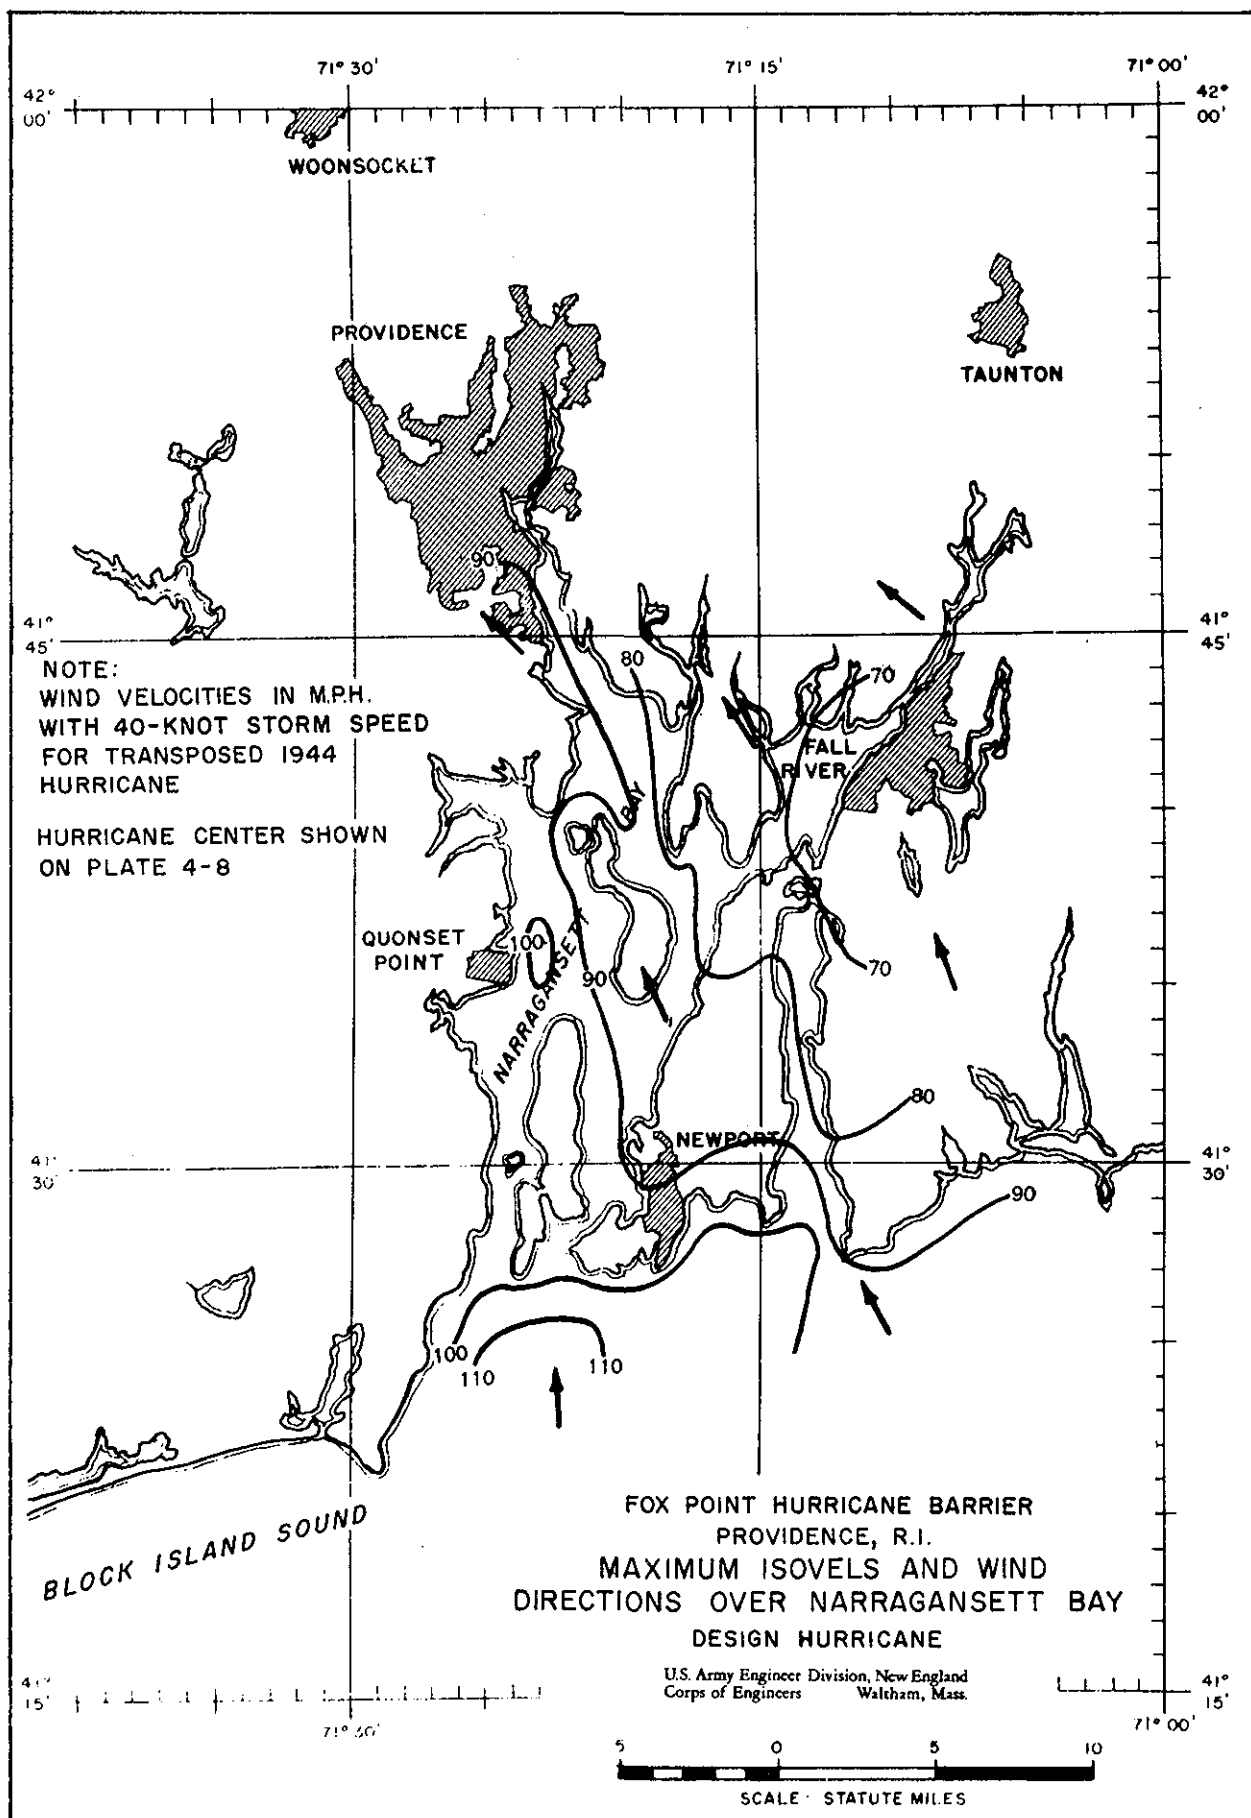 71° 30'
71° 15'
71° 00'
42°
00'
42°
00'
WOONSOCKET
PROVIDENCE
TAUNTON
90
41°
45'
41°
45'
80
70
NOTE:
WIND VELOCITIES IN M.P.H.
WITH 40-KNOT STORM SPEED
FOR TRANSPOSED 1944
HURRICANE
FALL
RIVER
HURRICANE CENTER SHOWN
ON PLATE 4-8
QUONSET
POINT
100
NARRAGANSETT
BAY
90
70
80
NEWPORT
41°
30'
41°
30'
90
100
110
110
BLOCK ISLAND SOUND
FOX POINT HURRICANE BARRIER
PROVIDENCE, R.I.
MAXIMUM ISOVELS AND WIND
DIRECTIONS OVER NARRAGANSETT BAY
DESIGN HURRICANE
U.S. Army Engineer Division, New England
Corps of Engineers Waltham, Mass.
41°
15'
41°
15'
71° 30'
71° 00'
5 0 5 10
SCALE: STATUTE MILES